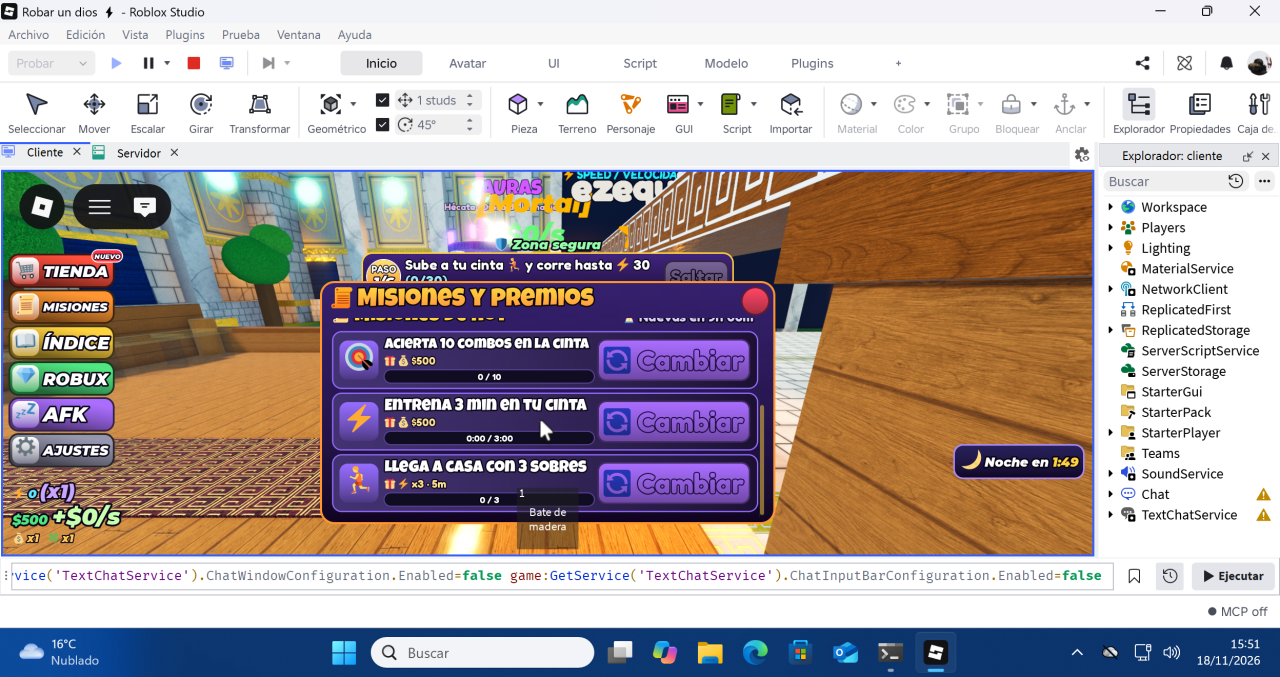 Robar un dios ⚡ - Roblox Studio
Archivo Edición Vista Plugins Prueba Ventana Ayuda
Probar Inicio Avatar UI Script Modelo Plugins +
1 studs
45°
Seleccionar Mover Escalar Girar Transformar Geométrico Pieza Terreno Personaje GUI Script Importar Material Color Grupo Bloquear Anclar Explorador Propiedades Caja de
Cliente Servidor
Explorador: cliente
Buscar
Workspace
Players
Lighting
MaterialService
NetworkClient
ReplicatedFirst
ReplicatedStorage
ServerScriptService
ServerStorage
StarterGui
StarterPack
StarterPlayer
Teams
SoundService
Chat
TextChatService
AURAS
⚡ SPEED / VELOCIDA
ezequ
[Mortal]
Zona segura
PASO
Sube a tu cinta 🏃 y corre hasta ⚡ 30
Saltar
NUEVO
TIENDA
MISIONES
ÍNDICE
ROBUX
AFK
AJUSTES
⚡0 (x1)
$500 +$0/s
x1 x1
Misiones y premios
Acierta 10 combos en la cinta
$500
0 / 10
Cambiar
Entrena 3 min en tu cinta
$500
0:00 / 3:00
Cambiar
Llega a casa con 3 sobres
⚡ x3 · 5m
0 / 3
Cambiar
1
Bate de
madera
Noche en 1:49
vice('TextChatService').ChatWindowConfiguration.Enabled=false game:GetService('TextChatService').ChatInputBarConfiguration.Enabled=false
Ejecutar
MCP off
16°C
Nublado
Buscar
15:51
18/11/2026